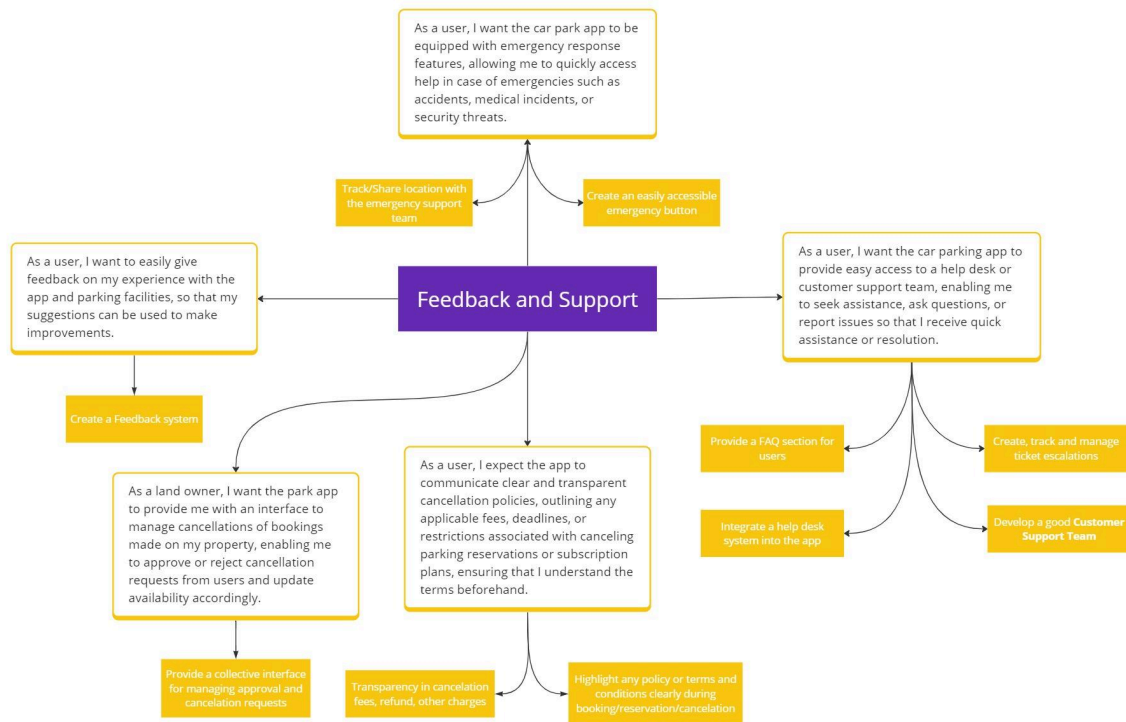 As a user, I want the car park app to be
equipped with emergency response
features, allowing me to quickly access
help in case of emergencies such as
accidents, medical incidents, or
security threats.
Track/Share location with
the emergency support
team
Create an easily accessible
emergency button
As a user, I want to easily give
feedback on my experience with the
app and parking facilities, so that my
suggestions can be used to make
improvements.
Feedback and Support
As a user, I want the car parking app to
provide easy access to a help desk or
customer support team, enabling me
to seek assistance, ask questions, or
report issues so that I receive quick
assistance or resolution.
Create a Feedback system
Provide a FAQ section for
users
Create, track and manage
ticket escalations
As a land owner, I want the park app
to provide me with an interface to
manage cancellations of bookings
made on my property, enabling me
to approve or reject cancellation
requests from users and update
availability accordingly.
As a user, I expect the app to
communicate clear and transparent
cancellation policies, outlining any
applicable fees, deadlines, or
restrictions associated with canceling
parking reservations or subscription
plans, ensuring that I understand the
terms beforehand.
Integrate a help desk
system into the app
Develop a good Customer
Support Team
Provide a collective interface
for managing approval and
cancelation requests
Transparency in cancelation
fees, refund, other charges
Highlight any policy or terms and
conditions clearly during
booking/reservation/cancelation